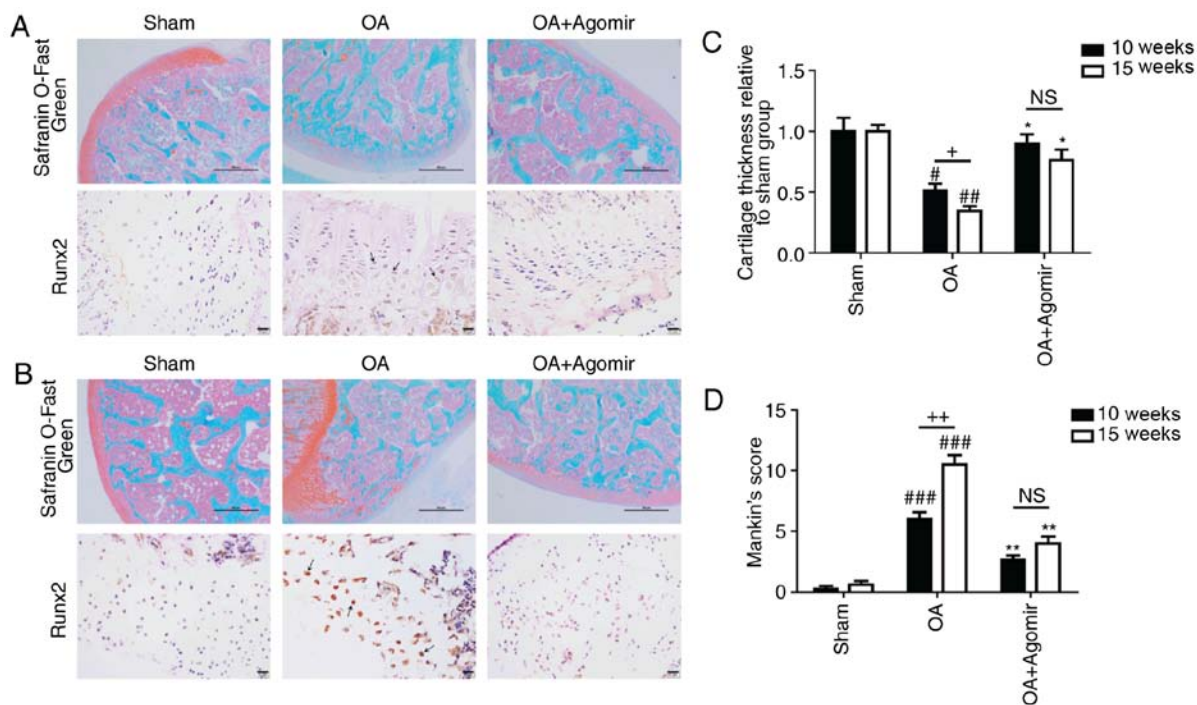 A
Sham
OA
OA+Agomir
Safranin O-Fast
Green
Runx2
B
Sham
OA
OA+Agomir
Safranin O-Fast
Green
Runx2
C
10 weeks
15 weeks
Cartilage thickness relative
to sham group
1.5
1.0
0.5
0.0
#
+
##
*
NS
*
Sham
OA
OA+Agomir
D
10 weeks
15 weeks
Mankin's score
15
10
5
0
###
++
###
**
NS
**
Sham
OA
OA+Agomir